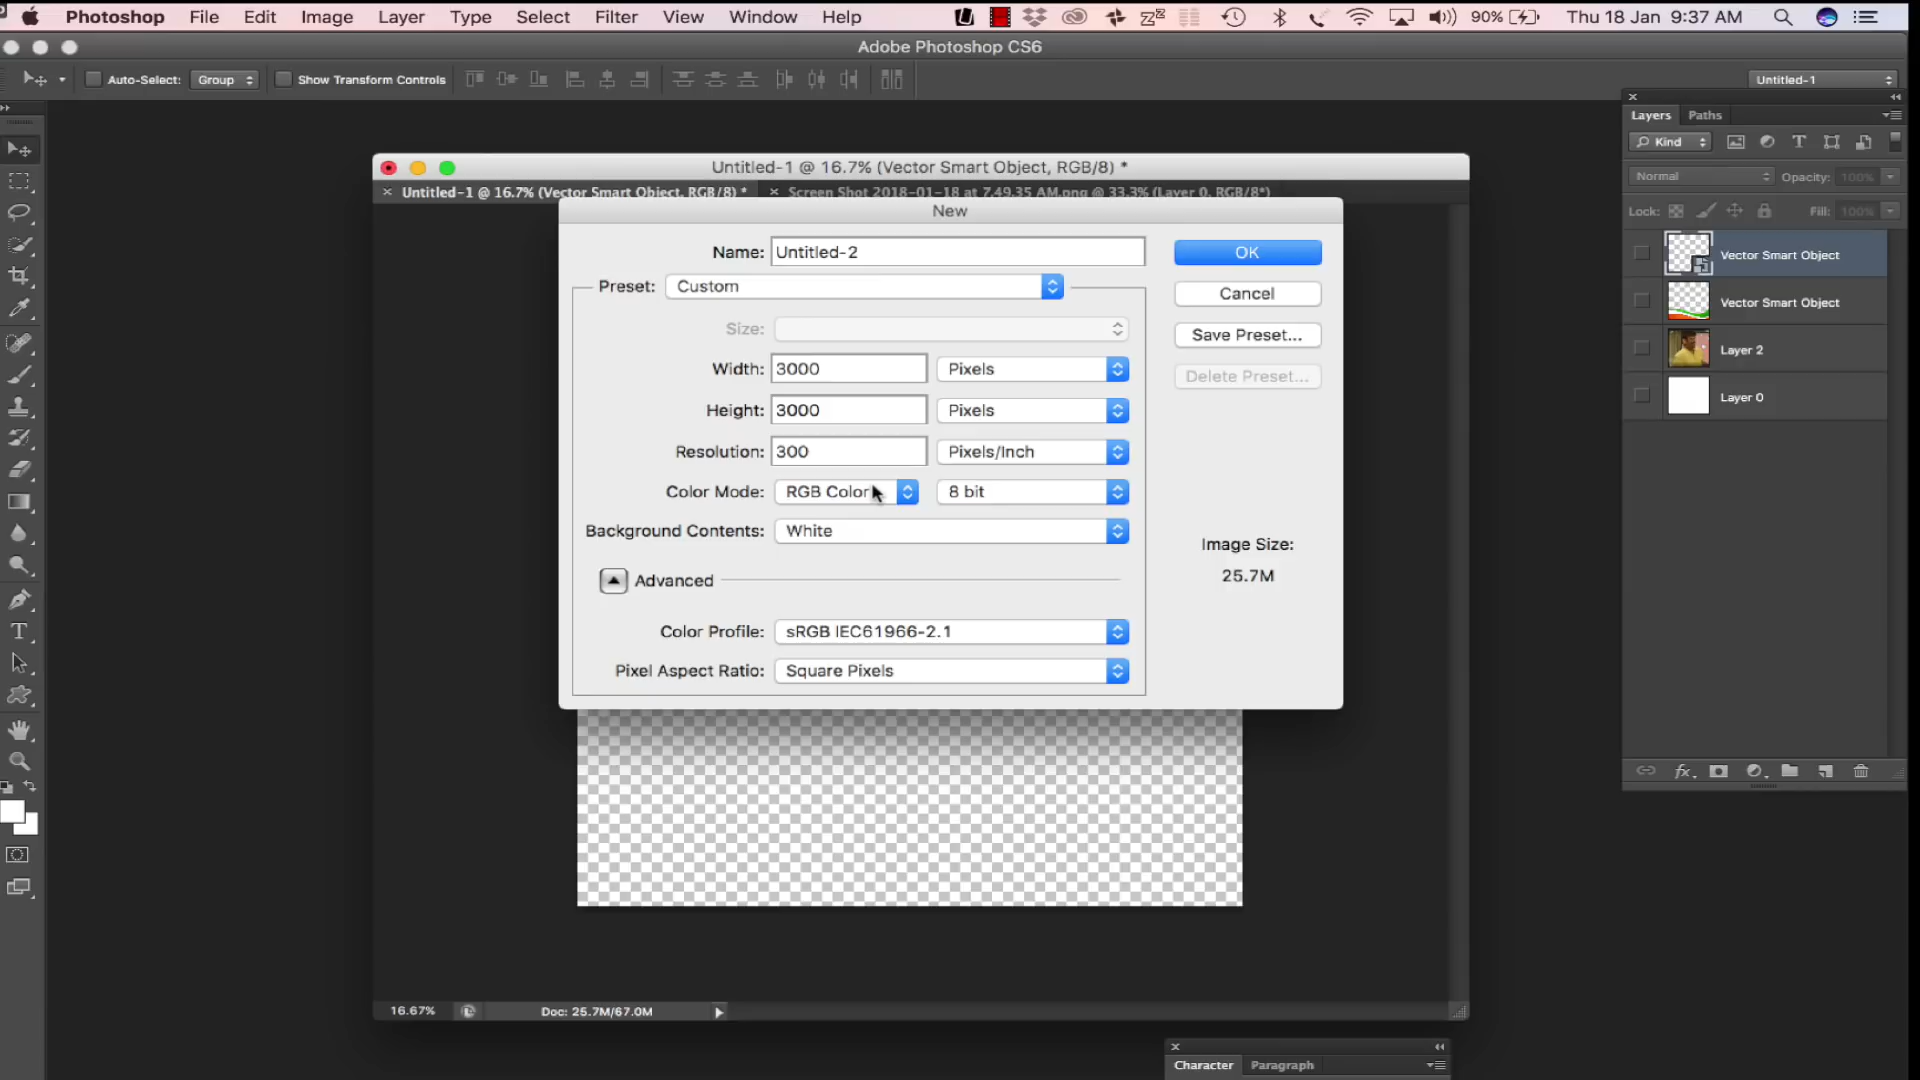 Photoshop File Edit Image Layer Type Select Filter View Window Help 90% Thu 18 Jan 9:37 AM
Adobe Photoshop CS6
Auto-Select: Group Show Transform Controls Untitled-1
Layers Paths
Untitled-1 @ 16.7% (Vector Smart Object, RGB/8) *
Untitled-1 @ 16.7% (Vector Smart Object, RGB/8) * Screen Shot 2018-01-18 at 7.49.35 AM.png @ 33.3% (Layer 0, RGB/8*)
Kind
Normal Opacity: 100%
Lock: Fill: 100%
Vector Smart Object
Vector Smart Object
Layer 2
Layer 0
New
Name: Untitled-2 OK
Preset: Custom Cancel
Size: Save Preset...
Width: 3000 Pixels Delete Preset...
Height: 3000 Pixels
Resolution: 300 Pixels/Inch
Color Mode: RGB Color 8 bit
Background Contents: White
Image Size:
25.7M
Advanced
Color Profile: sRGB IEC61966-2.1
Pixel Aspect Ratio: Square Pixels
16.67% Doc: 25.7M/67.0M
Character Paragraph